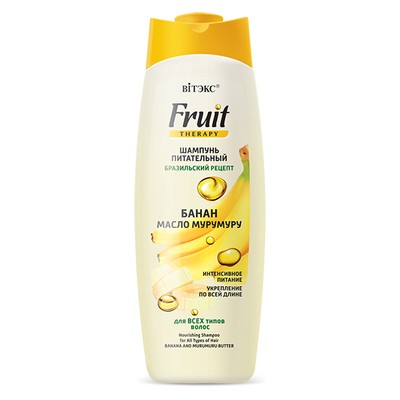 ВІТЭКС®
Fruit
THERAPY
ШАМПУНЬ
ПИТАТЕЛЬНЫЙ
БРАЗИЛЬСКИЙ РЕЦЕПТ
БАНАН
МАСЛО МУРУМУРУ
ИНТЕНСИВНОЕ
ПИТАНИЕ
УКРЕПЛЕНИЕ
ПО ВСЕЙ ДЛИНЕ
для ВСЕХ типов
волос
Nourishing Shampoo
for All Types of Hair
BANANA AND MURUMURU BUTTER